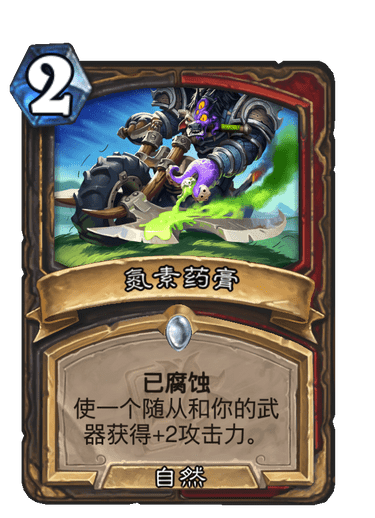 2
氮素药膏
已腐蚀
使一个随从和你的武
器获得+2攻击力。
自然